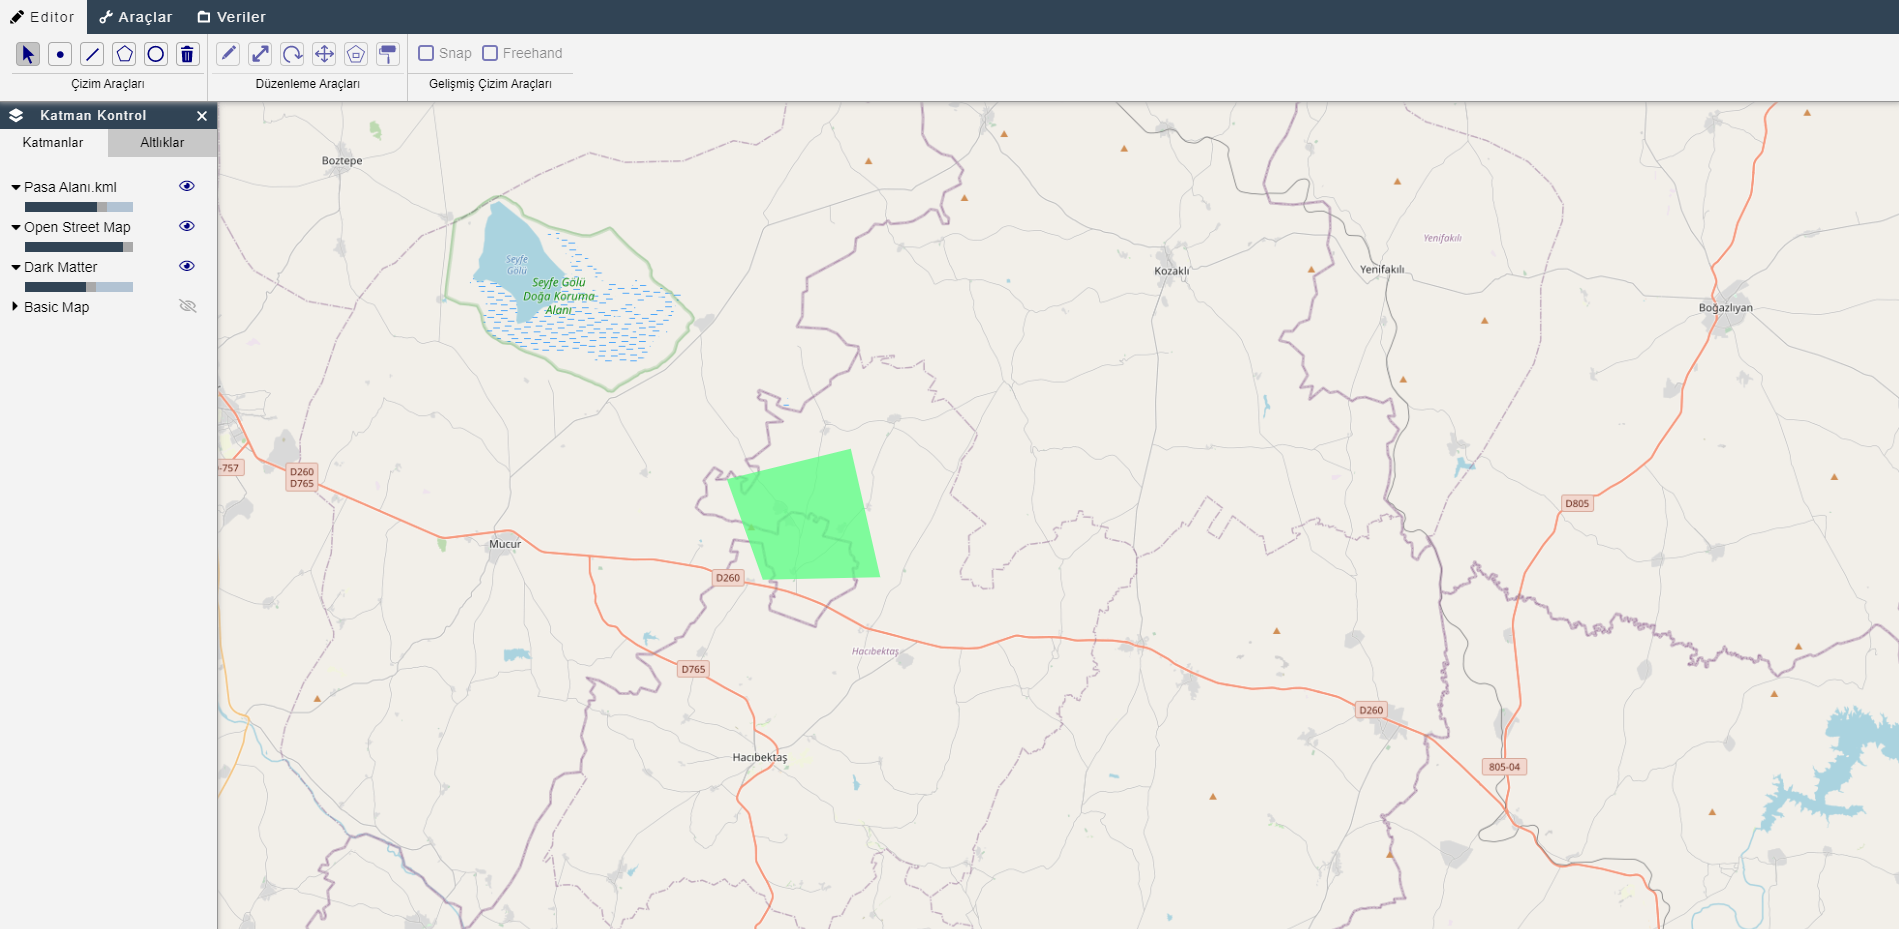 Editor
Araçlar
Veriler
Snap
Freehand
Çizim Araçları
Düzenleme Araçları
Gelişmiş Çizim Araçları
Katman Kontrol
Katmanlar
Altlıklar
Pasa Alanı.kml
Open Street Map
Dark Matter
Basic Map
Boztepe
Seyfe
Gölü
Seyfe Gölü
Doğa Koruma
Alanı
Kozaklı
Yenifakılı
Yenifakılı
Boğazlıyan
-757
D260
D765
D805
Mucur
D260
Hacıbektaş
D765
D260
Hacıbektaş
805-04